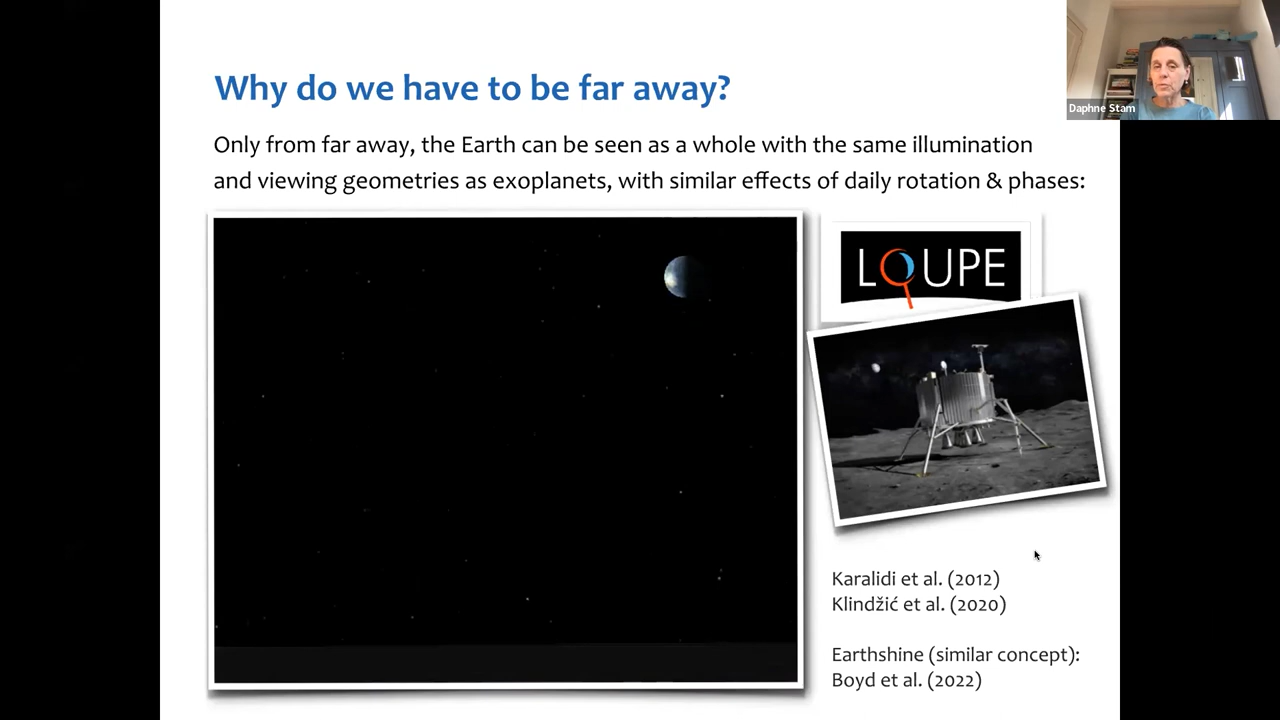 Why do we have to be far away?
Daphne Stam
Only from far away, the Earth can be seen as a whole with the same illumination
and viewing geometries as exoplanets, with similar effects of daily rotation & phases:
LOUPE
Karalidi et al. (2012)
Klindžić et al. (2020)
Earthshine (similar concept):
Boyd et al. (2022)